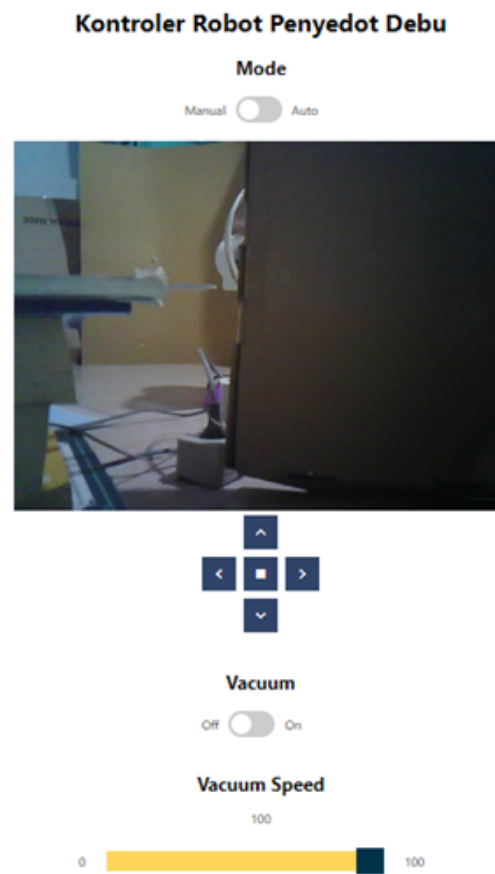 Kontroler Robot Penyedot Debu
Mode
Manual Auto
Vacuum
Off On
Vacuum Speed
100
0 100